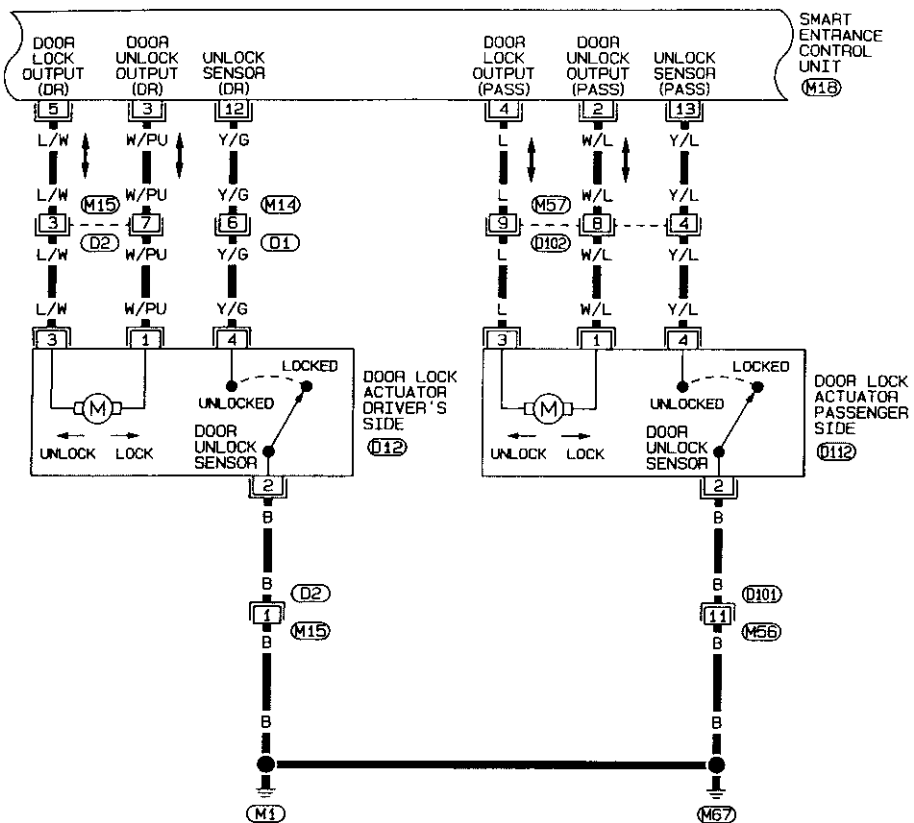 SMART
ENTRANCE
CONTROL
UNIT
M18
DOOR
LOCK
OUTPUT
(DR)
DOOR
UNLOCK
OUTPUT
(DR)
UNLOCK
SENSOR
(DR)
DOOR
LOCK
OUTPUT
(PASS)
DOOR
UNLOCK
OUTPUT
(PASS)
UNLOCK
SENSOR
(PASS)
5 3 12 4 2 13
L/W W/PU Y/G L W/L Y/L
L/W W/PU Y/G L W/L Y/L
M15 M14 M57
3 7 6 9 8 4
D2 D1 D102
L/W W/PU Y/G L W/L Y/L
L/W W/PU Y/G L W/L Y/L
3 1 4 3 1 4
LOCKED
UNLOCKED
M
UNLOCK LOCK
DOOR
UNLOCK
SENSOR
DOOR LOCK
ACTUATOR
DRIVER'S
SIDE
D12
LOCKED
UNLOCKED
M
UNLOCK LOCK
DOOR
UNLOCK
SENSOR
DOOR LOCK
ACTUATOR
PASSENGER
SIDE
D112
2 2
B B
B B
D2 D101
1 11
M15 M56
B B
B B
M1 M67